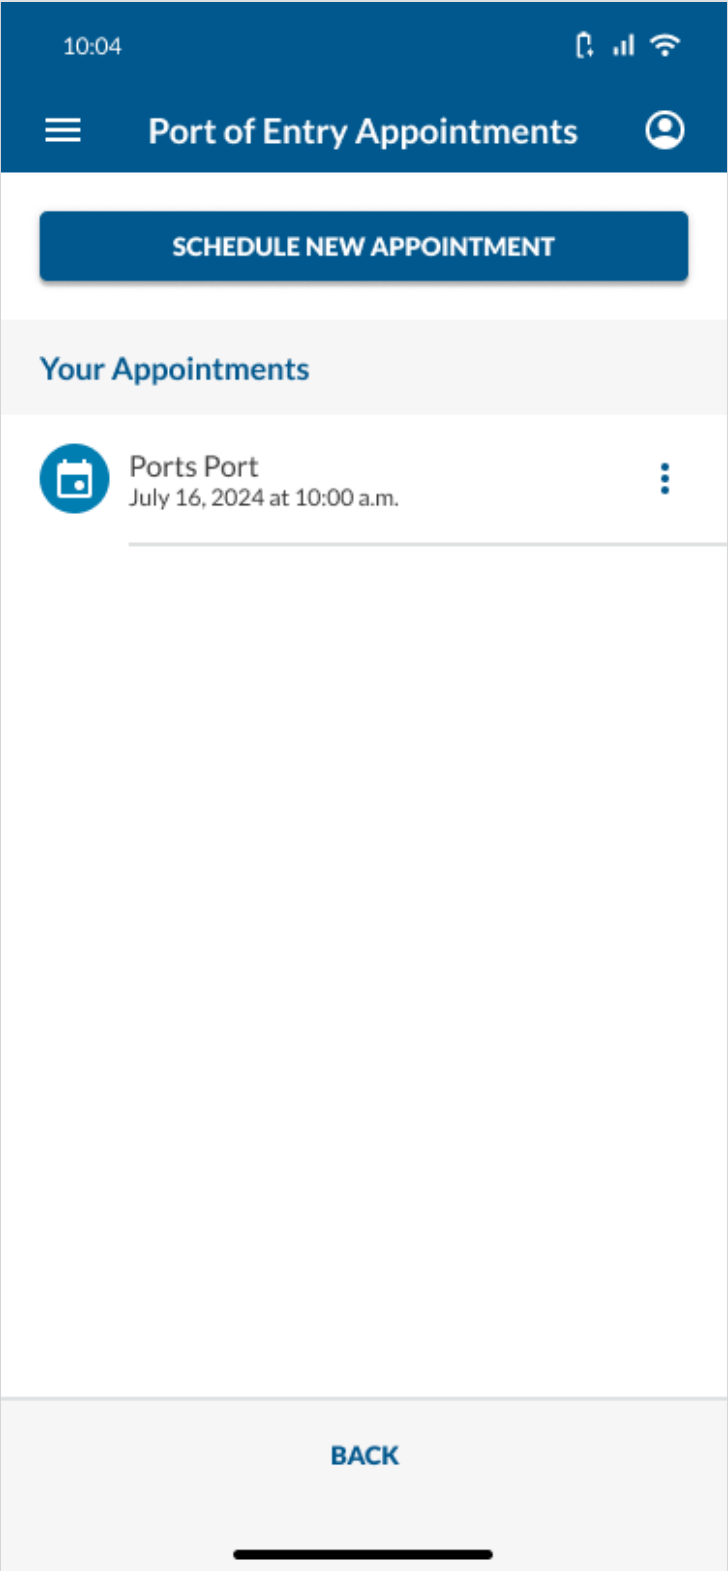 10:04
Port of Entry Appointments
SCHEDULE NEW APPOINTMENT
Your Appointments
Ports Port
July 16, 2024 at 10:00 a.m.
BACK